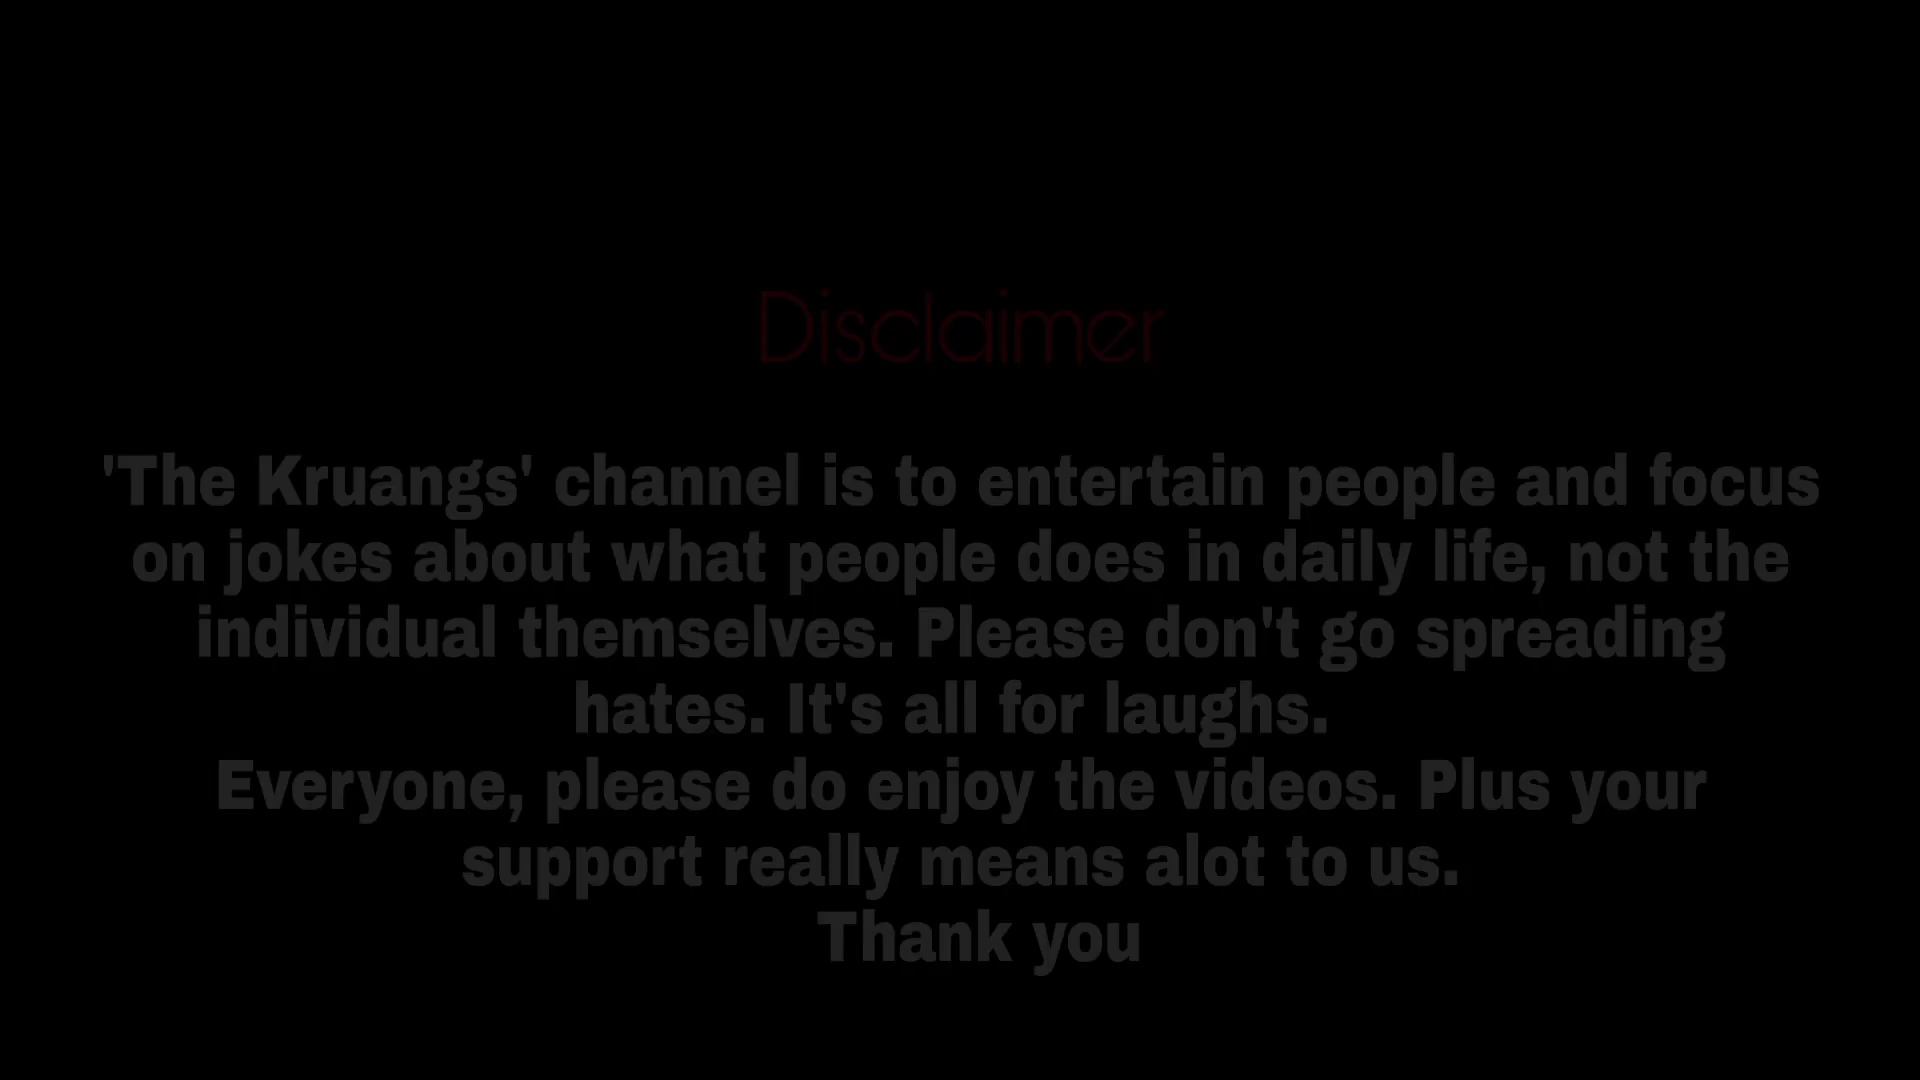 Disclaimer
'The Kruangs' channel is to entertain people and focus
on jokes about what people does in daily life, not the
individual themselves. Please don't go spreading
hates. It's all for laughs.
Everyone, please do enjoy the videos. Plus your
support really means alot to us.
Thank you